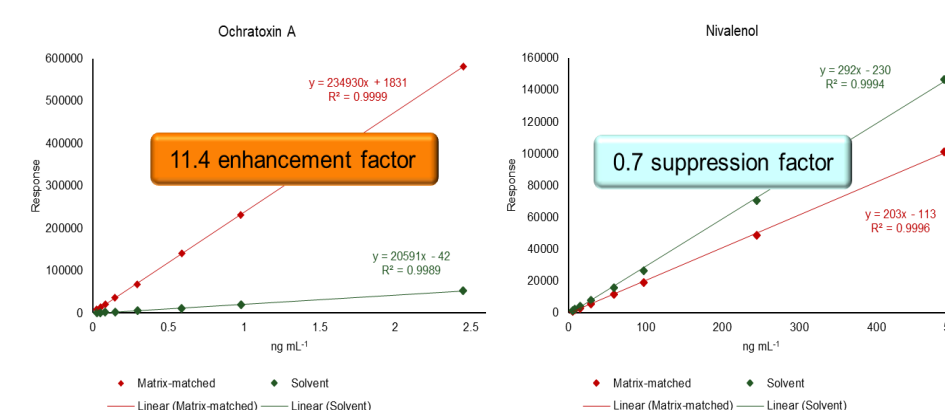 Ochratoxin A
600000
500000
400000
300000
200000
100000
0
Response
y = 234930x + 1831
R² = 0.9999
11.4 enhancement factor
y = 20591x - 42
R² = 0.9989
0 0.5 1 1.5 2 2.5
ng mL⁻¹
Matrix-matched Solvent
Linear (Matrix-matched) Linear (Solvent)
Nivalenol
160000
140000
120000
100000
80000
60000
40000
20000
0
Response
y = 292x - 230
R² = 0.9994
0.7 suppression factor
y = 203x - 113
R² = 0.9996
0 100 200 300 400
ng mL⁻¹
Matrix-matched Solvent
Linear (Matrix-matched) Linear (Solvent)